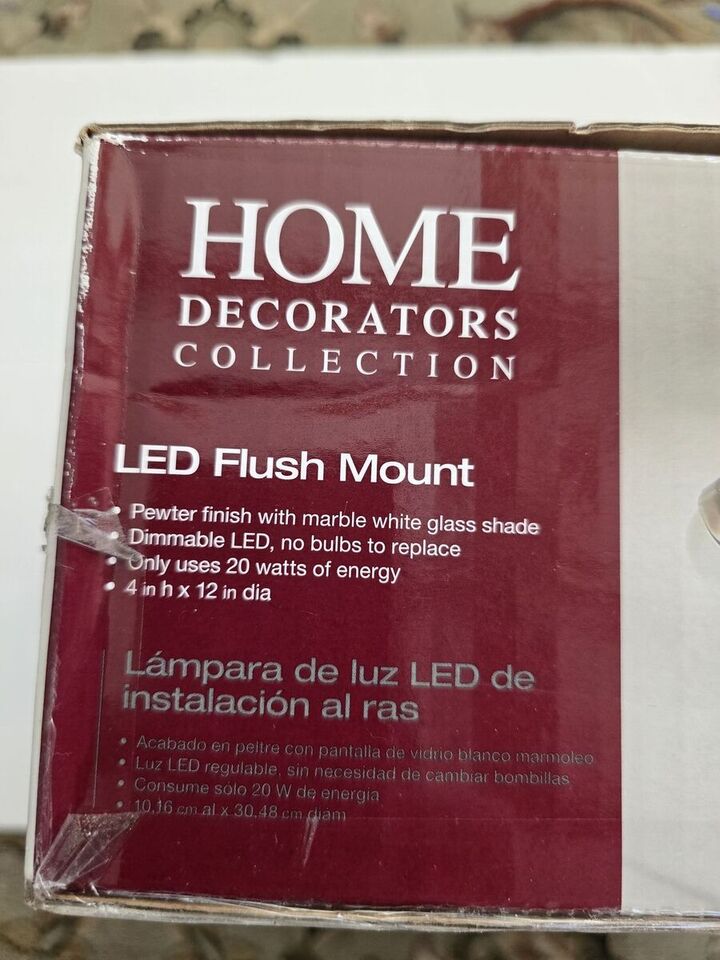 HOME
DECORATORS
COLLECTION
LED Flush Mount
• Pewter finish with marble white glass shade
• Dimmable LED, no bulbs to replace
• Only uses 20 watts of energy
• 4 in h x 12 in dia
Lámpara de luz LED de
instalación al ras
• Acabado en peltre con pantalla de vidrio blanco marmoleo
• Luz LED regulable, sin necesidad de cambiar bombillas
• Consume sólo 20 W de energía
• 10,16 cm al x 30,48 cm diám